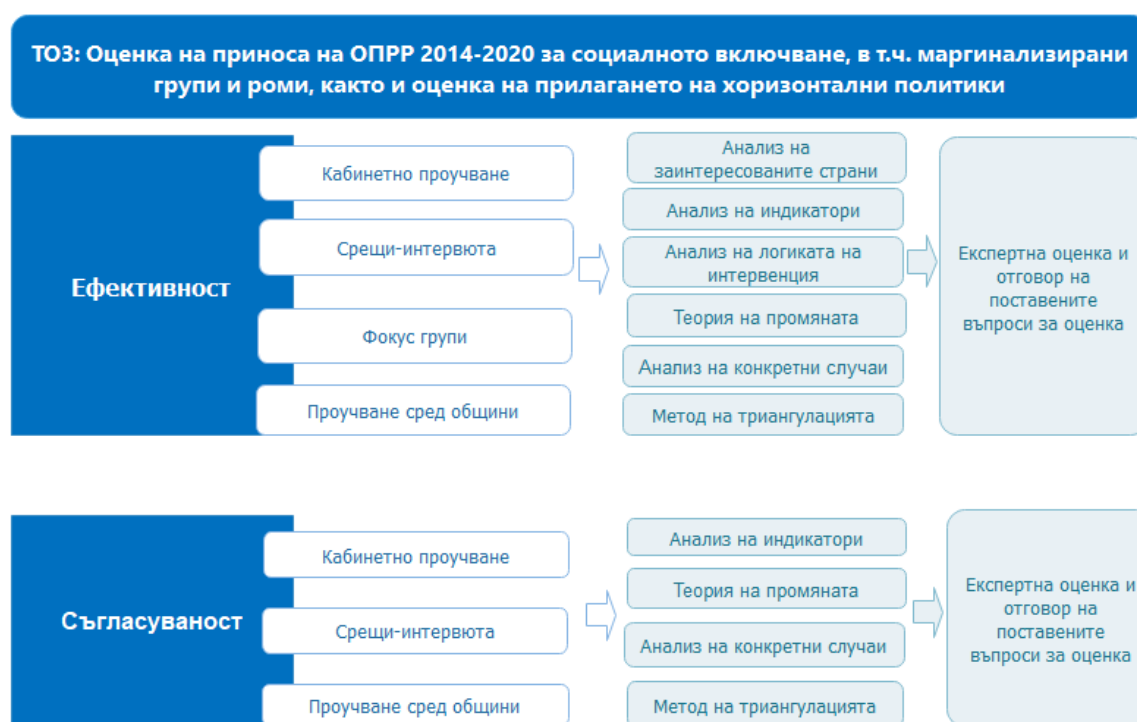 ТО3: Оценка на приноса на ОПРР 2014-2020 за социалното включване, в т.ч. маргинализирани
групи и роми, както и оценка на прилагането на хоризонтални политики
Ефективност
Кабинетно проучване
Срещи-интервюта
Фокус групи
Проучване сред общини
Анализ на
заинтересованите страни
Анализ на индикатори
Анализ на логиката на
интервенция
Теория на промяната
Анализ на конкретни случаи
Метод на триангулацията
Експертна оценка и
отговор на
поставените
въпроси за оценка
Съгласуваност
Кабинетно проучване
Срещи-интервюта
Проучване сред общини
Анализ на индикатори
Теория на промяната
Анализ на конкретни случаи
Метод на триангулацията
Експертна оценка и
отговор на
поставените
въпроси за оценка